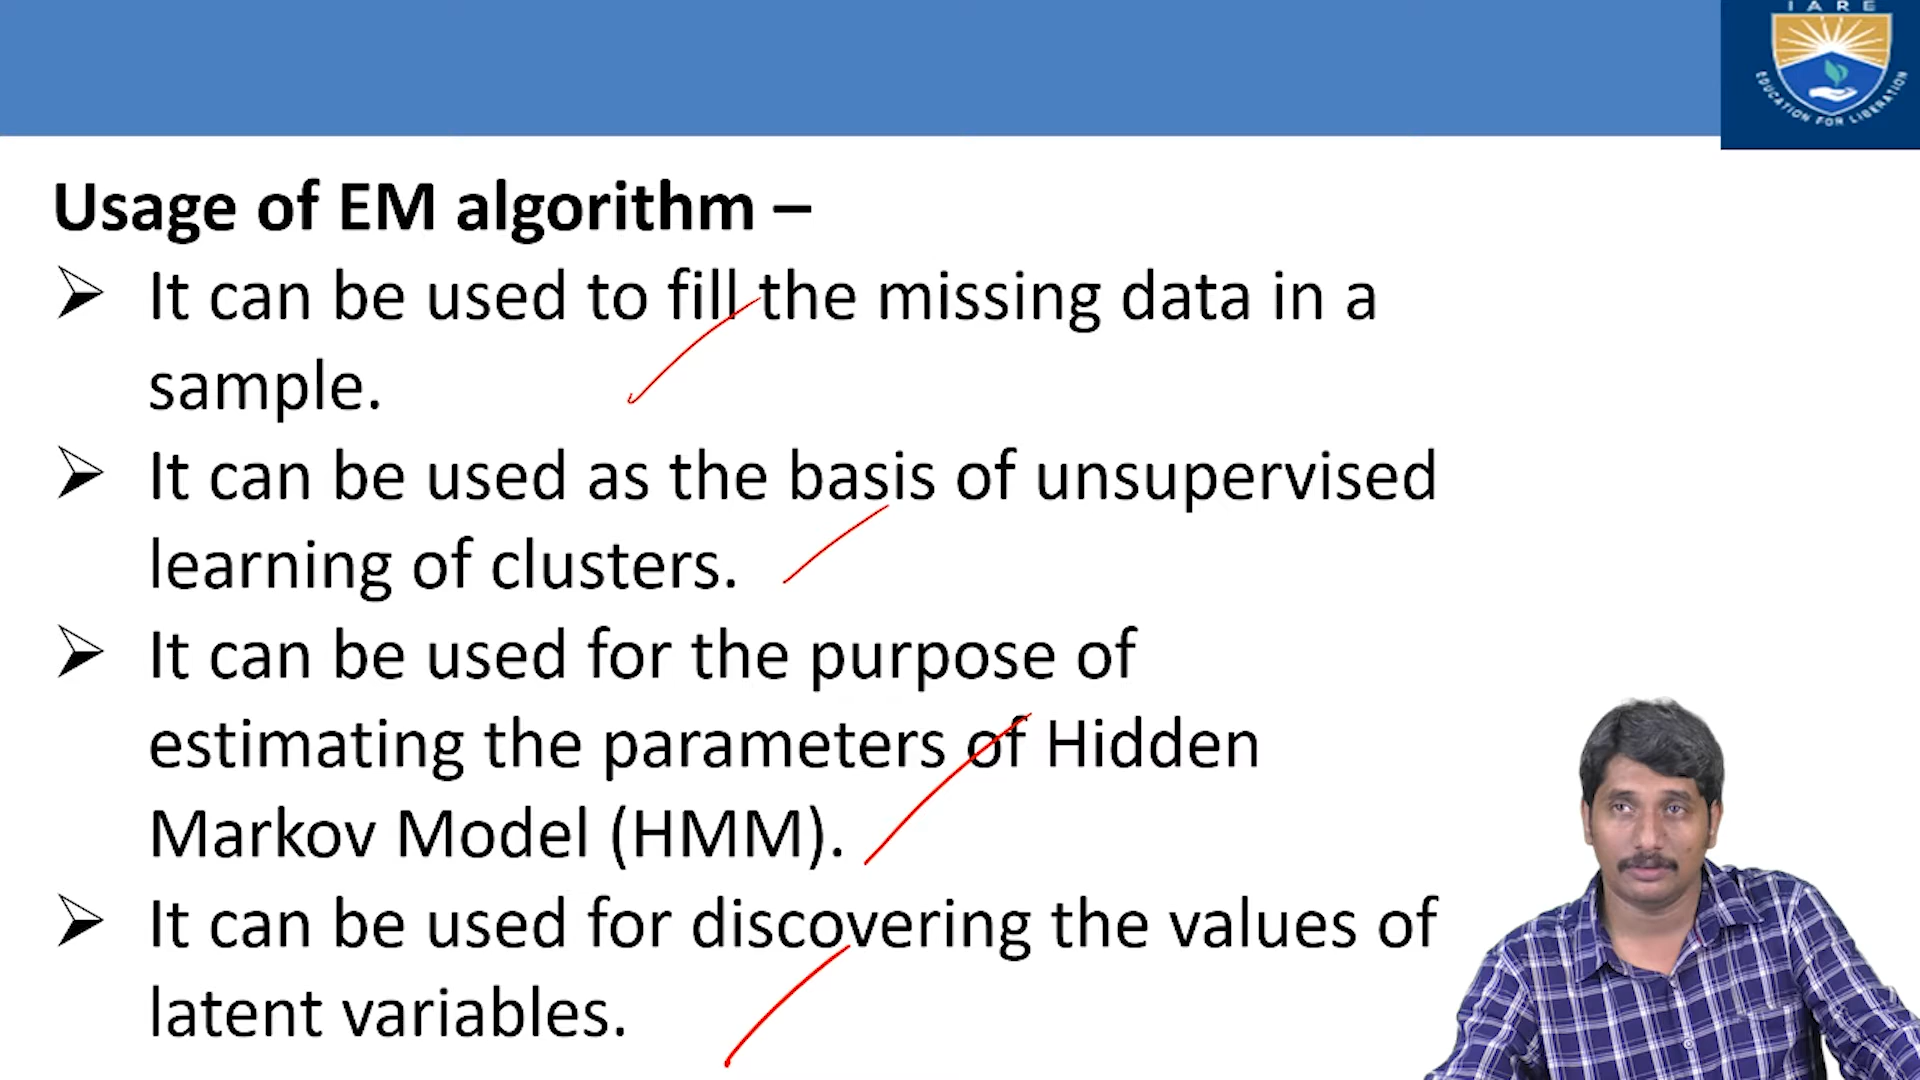 IARE
EDUCATION FOR LIBERATION
Usage of EM algorithm –
➢ It can be used to fill the missing data in a
sample.
➢ It can be used as the basis of unsupervised
learning of clusters.
➢ It can be used for the purpose of
estimating the parameters of Hidden
Markov Model (HMM).
➢ It can be used for discovering the values of
latent variables.